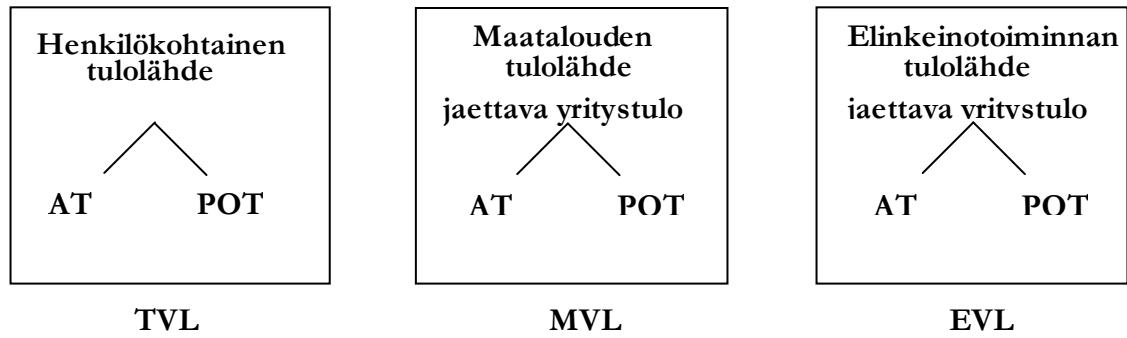 Henkilökohtainen
tulolähde
AT POT
TVL
Maatalouden
tulolähde
jaettava yritystulo
AT POT
MVL
Elinkeinotoiminnan
tulolähde
jaettava yritystulo
AT POT
EVL